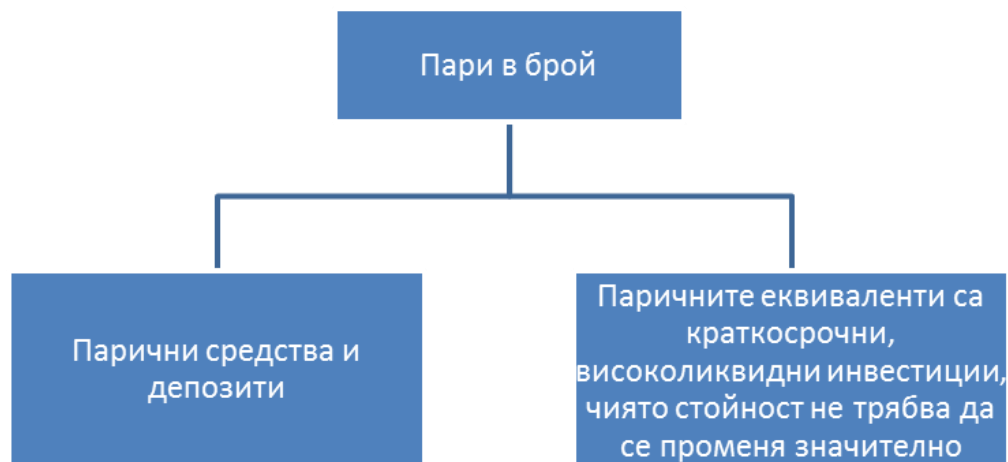 Пари в брой
Парични средства и
депозити
Паричните еквиваленти са
краткосрочни,
високоликвидни инвестиции,
чиято стойност не трябва да
се променя значително